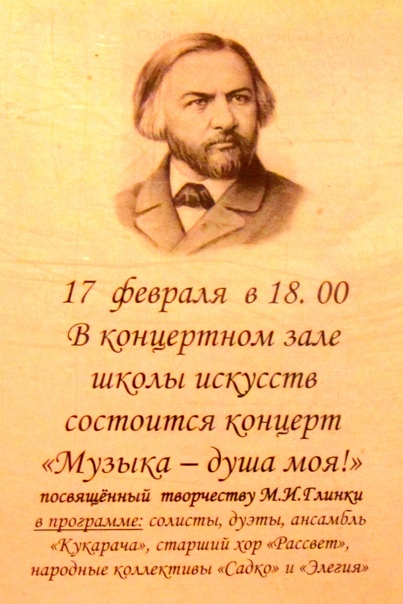 17 февраля в 18. 00
В концертном зале
школы искусств
состоится концерт
«Музыка – душа моя!»
посвящённый творчеству М.И.Глинки
в программе: солисты, дуэты, ансамбль
«Кукарача», старший хор «Рассвет»,
народные коллективы «Садко» и «Элегия»